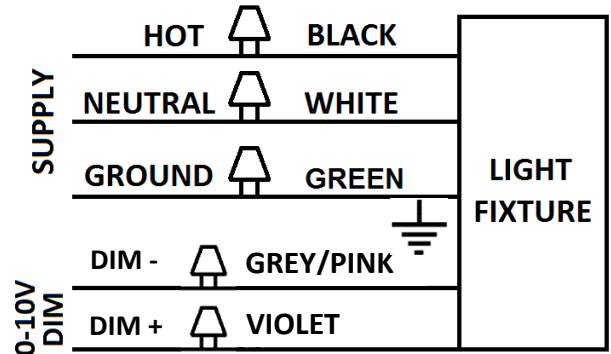 SUPPLY
HOT BLACK
NEUTRAL WHITE
GROUND GREEN
0-10V
DIM
DIM - GREY/PINK
DIM + VIOLET
LIGHT
FIXTURE